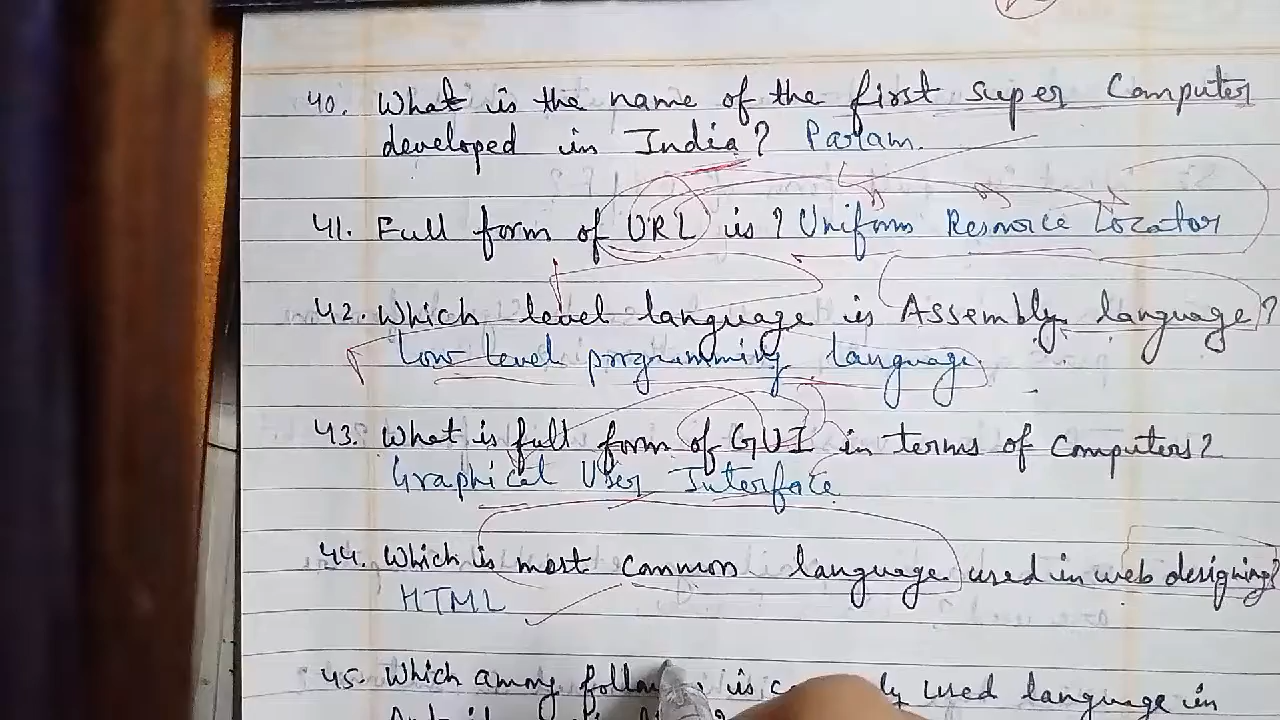 40. What is the name of the first super Computer
developed in India? Param.
41. Full form of URL is? Uniform Resource Locator
42. Which level language is Assembly language?
Low level programming language
43. What is full form of GUI in terms of Computers?
Graphical User Interface
44. Which is most common language used in web designing?
HTML
45. Which among is used language in